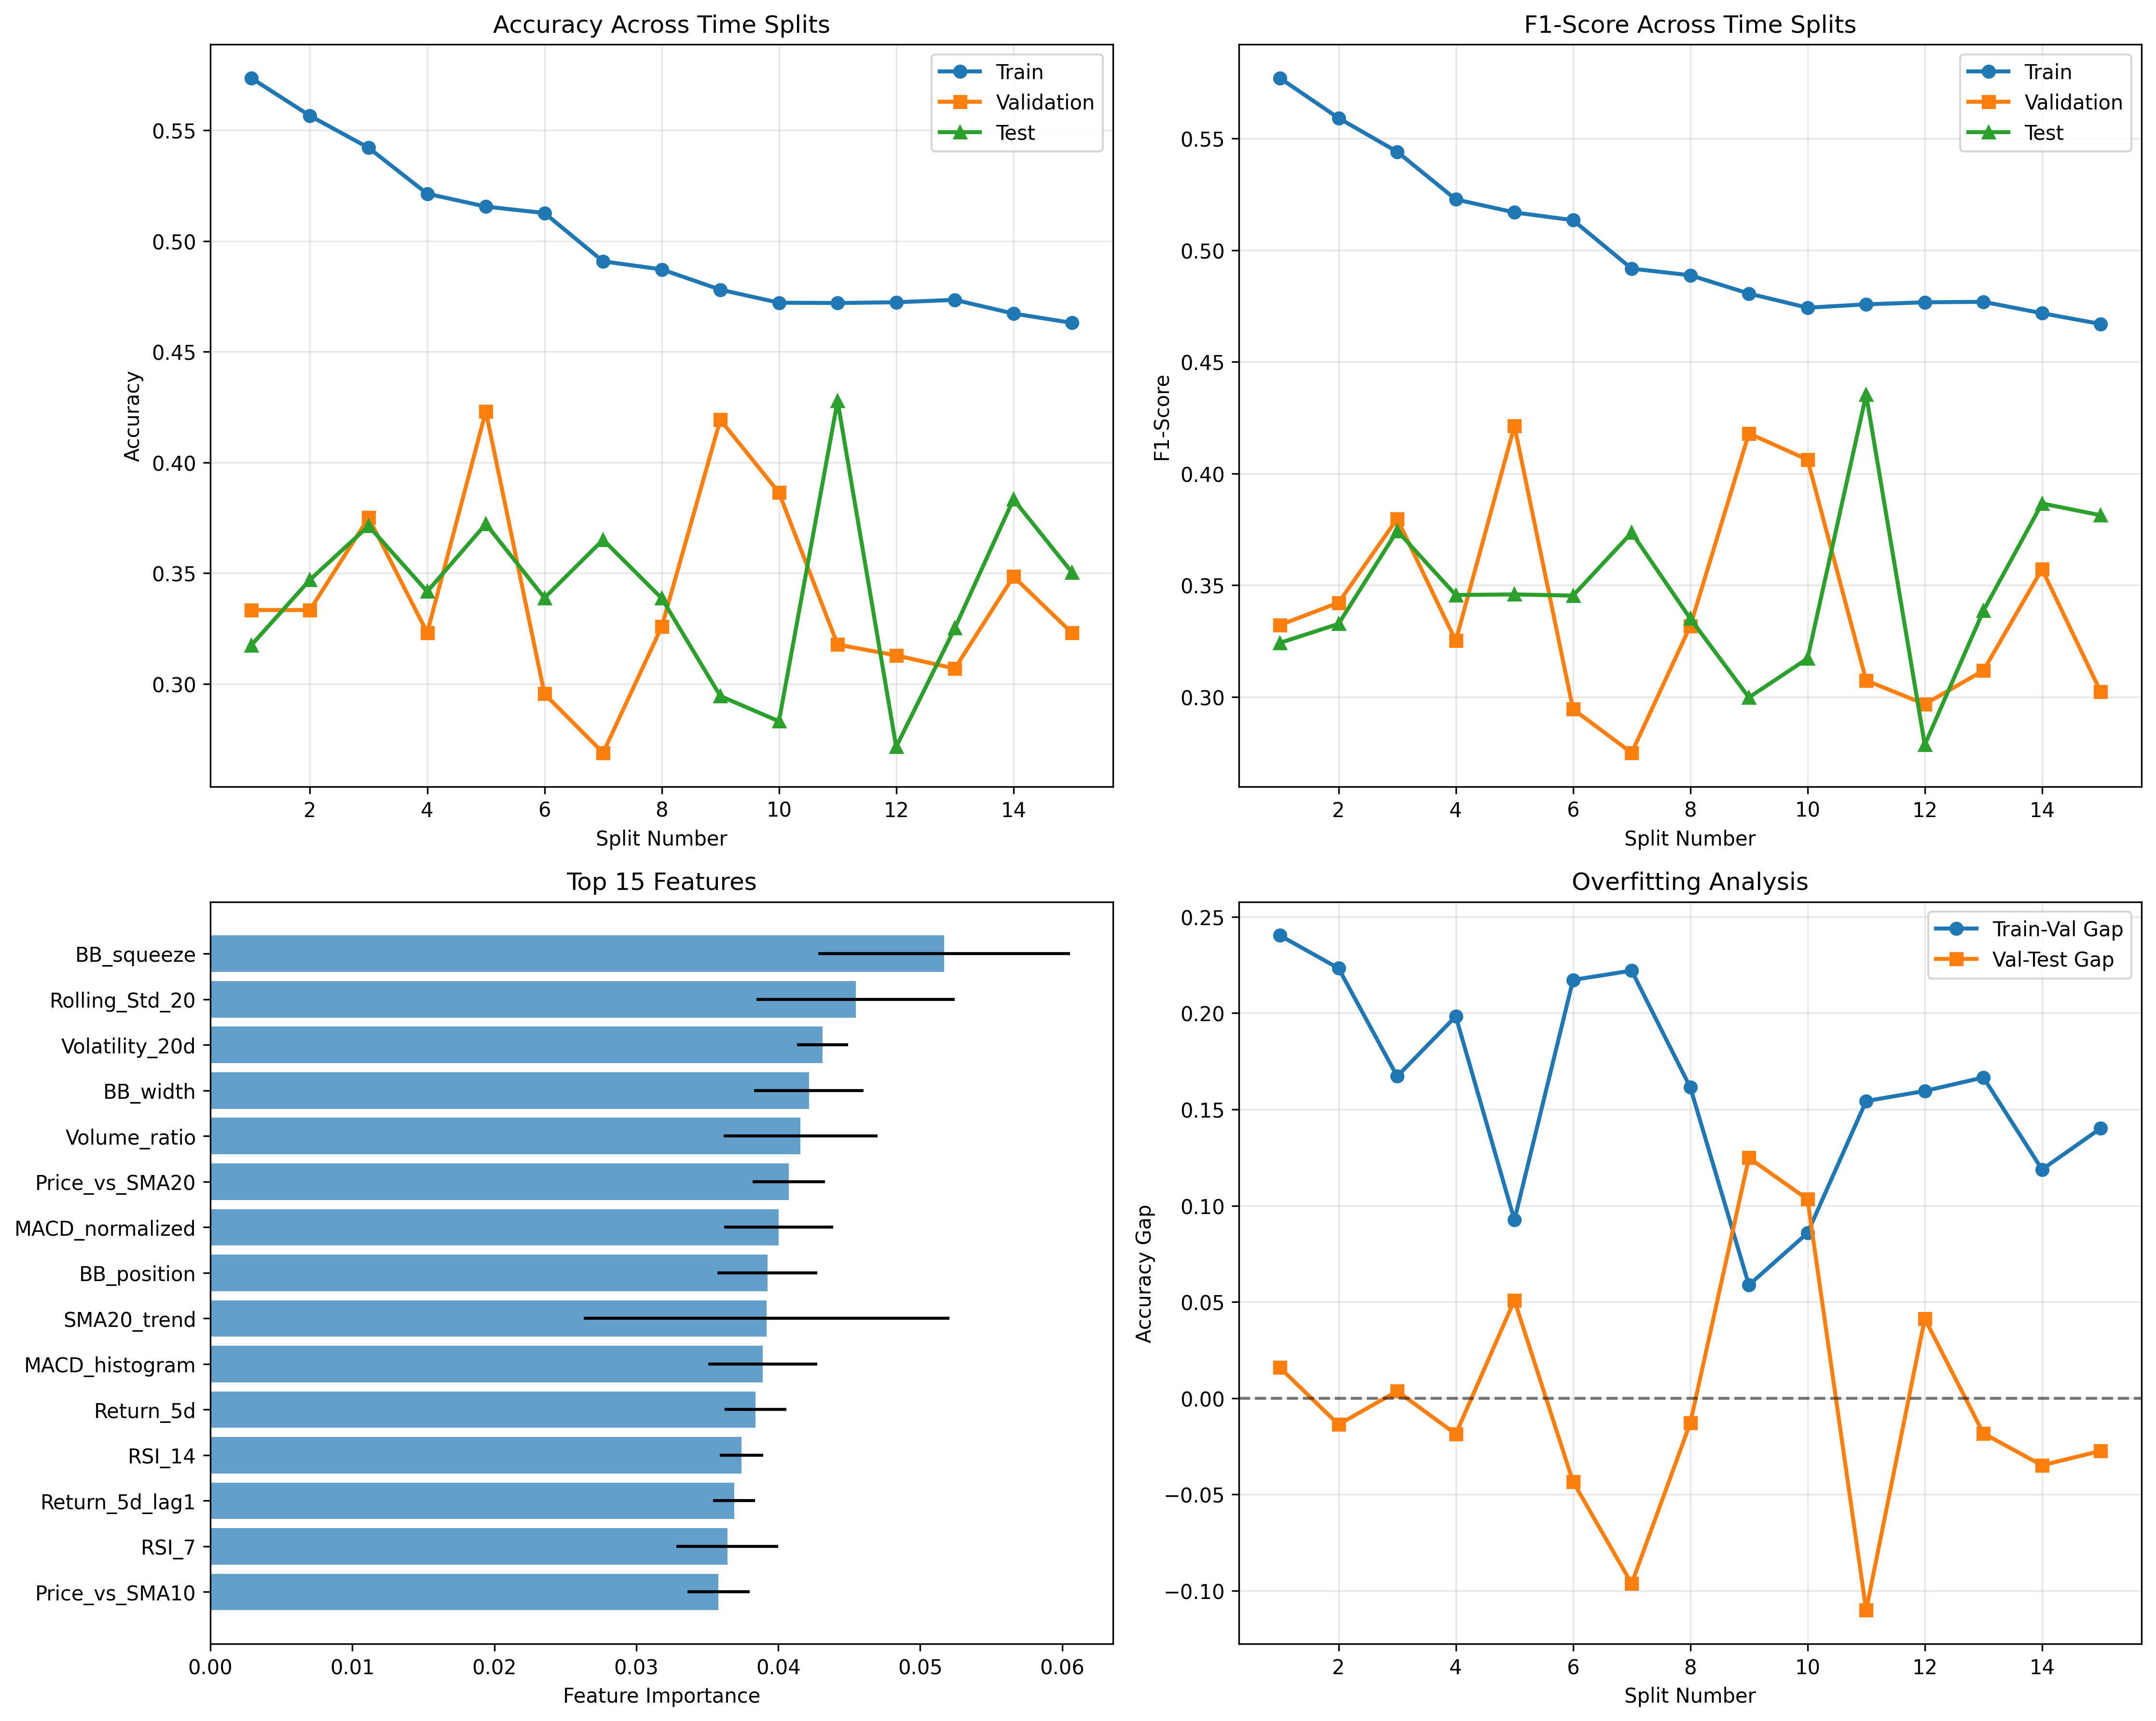 Accuracy Across Time Splits
Train
Validation
Test
0.55
0.50
0.45
0.40
0.35
0.30
Accuracy
2 4 6 8 10 12 14
Split Number
F1-Score Across Time Splits
Train
Validation
Test
0.55
0.50
0.45
0.40
0.35
0.30
F1-Score
2 4 6 8 10 12 14
Split Number
Top 15 Features
BB_squeeze
Rolling_Std_20
Volatility_20d
BB_width
Volume_ratio
Price_vs_SMA20
MACD_normalized
BB_position
SMA20_trend
MACD_histogram
Return_5d
RSI_14
Return_5d_lag1
RSI_7
Price_vs_SMA10
0.00 0.01 0.02 0.03 0.04 0.05 0.06
Feature Importance
Overfitting Analysis
Train-Val Gap
Val-Test Gap
0.25
0.20
0.15
0.10
0.05
0.00
−0.05
−0.10
Accuracy Gap
2 4 6 8 10 12 14
Split Number